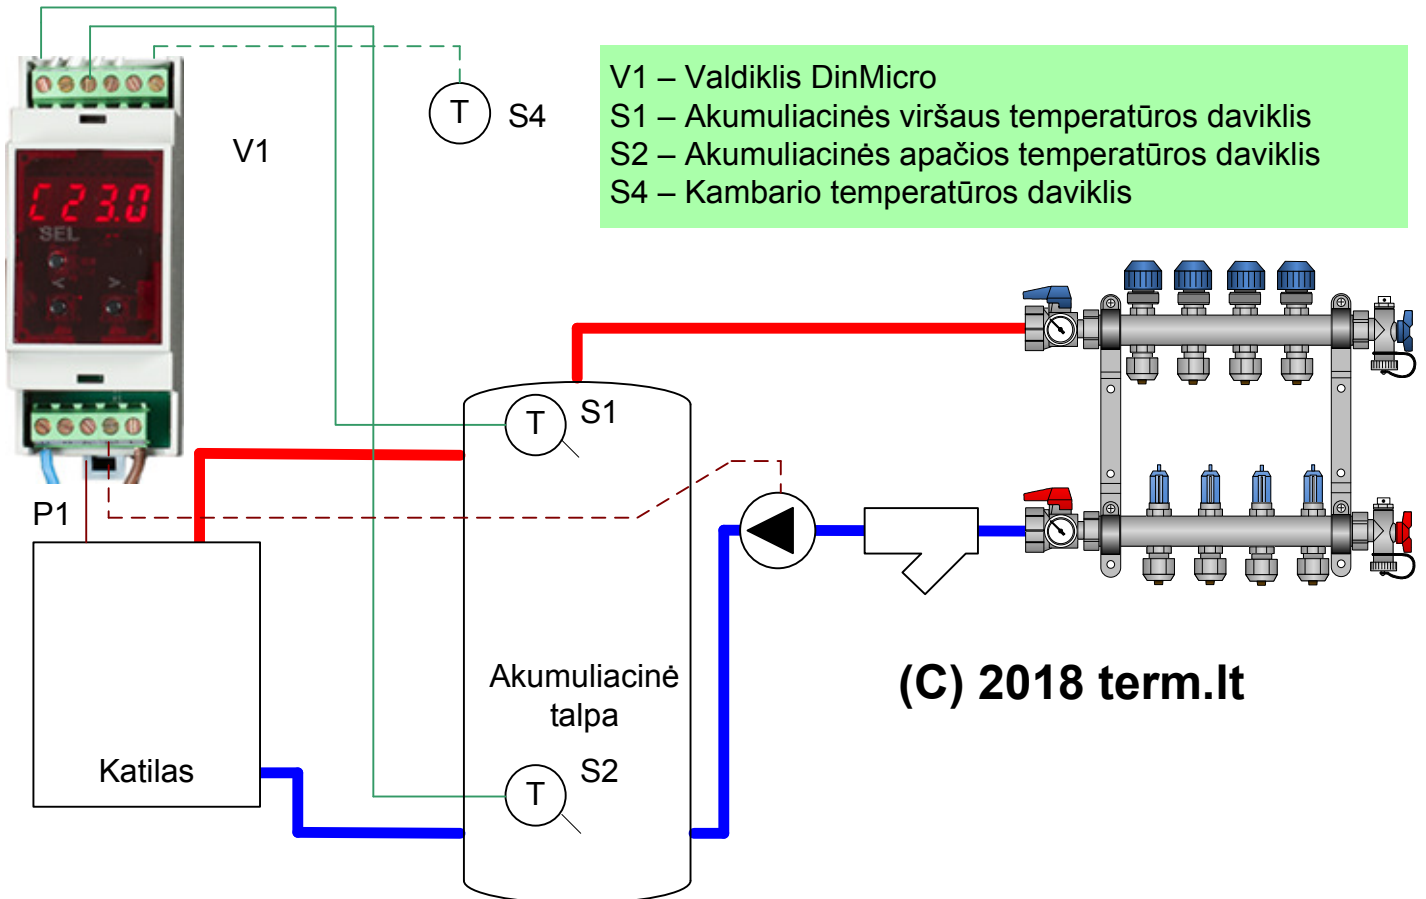 V1 – Valdiklis DinMicro
S1 – Akumuliacinės viršaus temperatūros daviklis
S2 – Akumuliacinės apačios temperatūros daviklis
S4 – Kambario temperatūros daviklis
T
S4
V1
C23.0
SEL
< >
T
S1
P1
Akumuliacinė
talpa
(C) 2018 term.lt
Katilas
T
S2